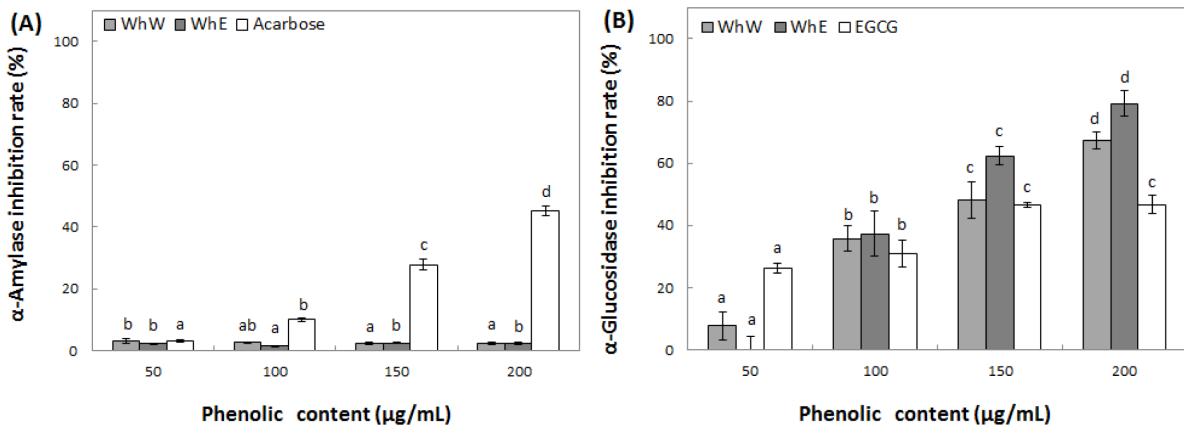 (A)
WhW WhE Acarbose
α-Amylase inhibition rate (%)
100
80
60
40
20
0
b b a
ab a b
a b c
a b d
50 100 150 200
Phenolic content (μg/mL)
(B)
WhW WhE EGCG
α-Glucosidase inhibition rate (%)
100
80
60
40
20
0
a a a
b b b
c c c
d d c
50 100 150 200
Phenolic content (μg/mL)